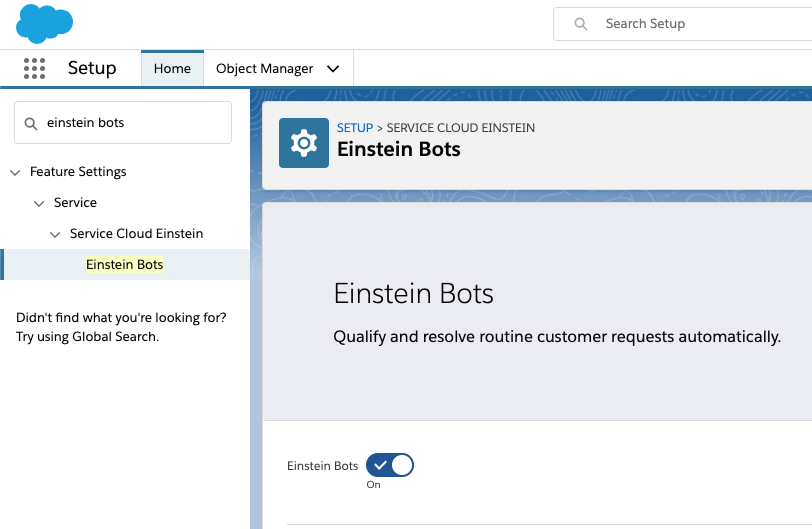 Search Setup
Setup
Home
Object Manager
einstein bots
Feature Settings
Service
Service Cloud Einstein
Einstein Bots
Didn't find what you're looking for?
Try using Global Search.
SETUP > SERVICE CLOUD EINSTEIN
Einstein Bots
Einstein Bots
Qualify and resolve routine customer requests automatically.
Einstein Bots
On